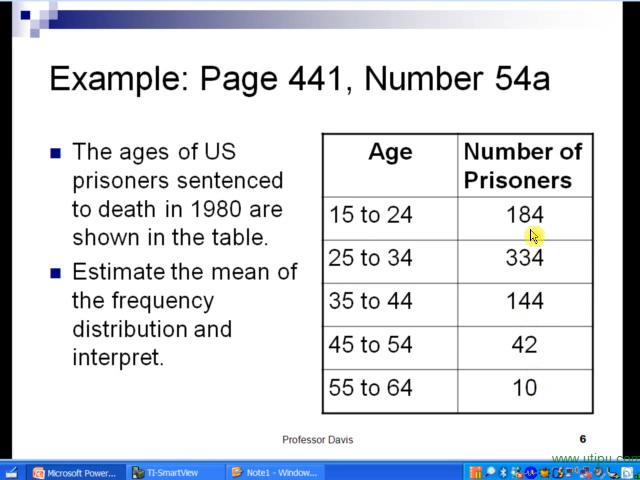 Example: Page 441, Number 54a
The ages of US
prisoners sentenced
to death in 1980 are
shown in the table.
Estimate the mean of
the frequency
distribution and
interpret.
Age Number of
Prisoners
15 to 24 184
25 to 34 334
35 to 44 144
45 to 54 42
55 to 64 10
Professor Davis 6
www.utipu.com
Microsoft Power... TI-SmartView Note1 - Window...